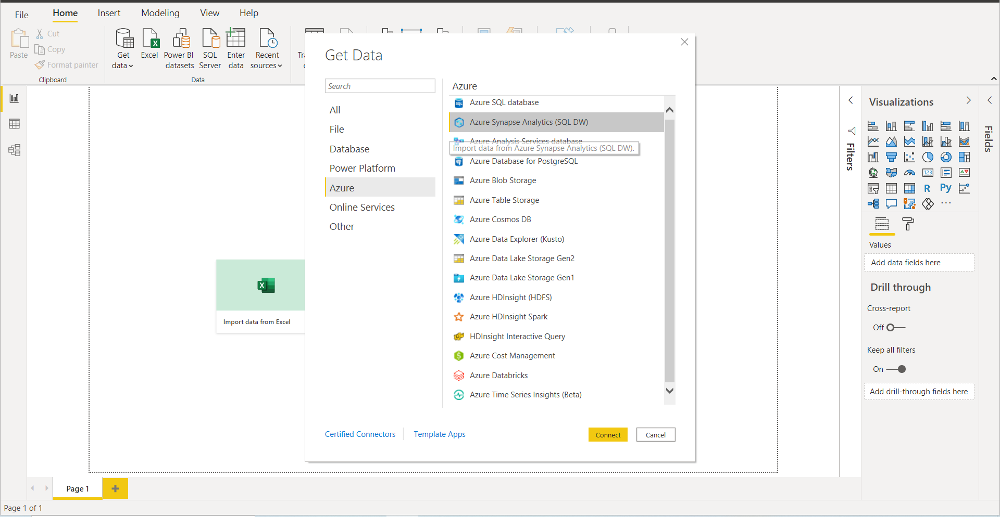 File
Home
Insert
Modeling
View
Help
Paste
Cut
Copy
Format painter
Clipboard
Get
data
Excel
Power BI
datasets
SQL
Server
Enter
data
Recent
sources
Data
Get Data
Search
All
File
Database
Power Platform
Azure
Online Services
Other
Azure
Azure SQL database
Azure Synapse Analytics (SQL DW)
Azure Analysis Services database
Import data from Azure Synapse Analytics (SQL DW).
Azure Database for PostgreSQL
Azure Blob Storage
Azure Table Storage
Azure Cosmos DB
Azure Data Explorer (Kusto)
Azure Data Lake Storage Gen2
Azure Data Lake Storage Gen1
Azure HDInsight (HDFS)
Azure HDInsight Spark
HDInsight Interactive Query
Azure Cost Management
Azure Databricks
Azure Time Series Insights (Beta)
Certified Connectors
Template Apps
Connect
Cancel
Import data from Excel
Filters
Visualizations
123
R
Py
Values
Add data fields here
Drill through
Cross-report
Off
Keep all filters
On
Add drill-through fields here
Fields
Page 1
Page 1 of 1